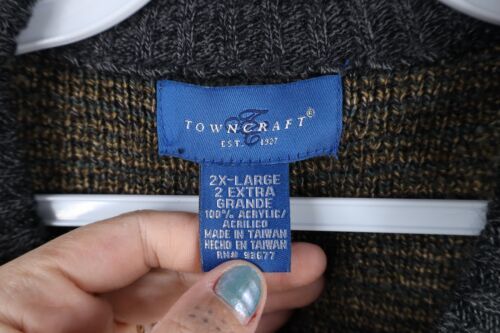 TOWNCRAFT®
EST. 1927
2X-LARGE
2 EXTRA
GRANDE
100% ACRYLIC/
ACRILICO
MADE IN TAIWAN
HECHO EN TAIWAN
RN# 93677